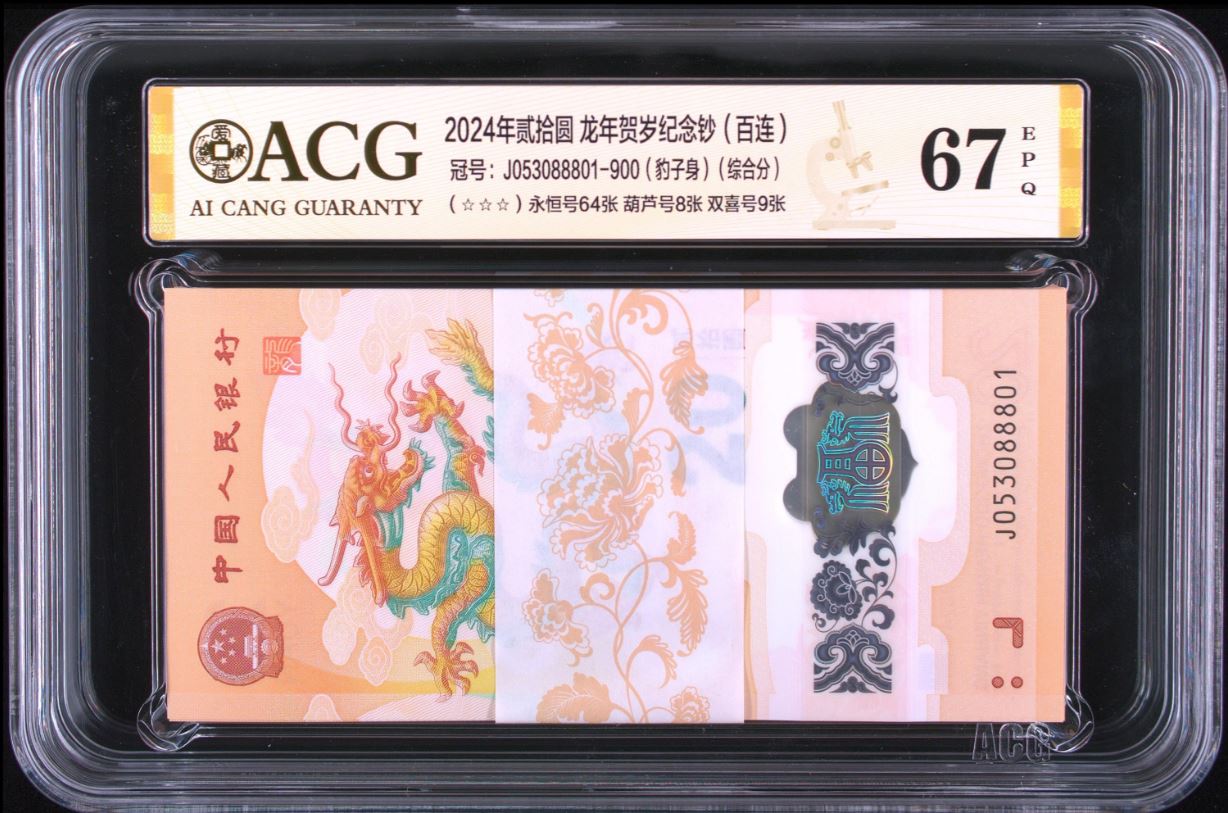 ACG
AI CANG GUARANTY
2024年贰拾圆 龙年贺岁纪念钞（百连）
冠号：J053088801-900（豹子身）（综合分）
（☆☆☆）永恒号64张 葫芦号8张 双喜号9张
67
EPQ
中国人民银行
20
J053088801
ACG